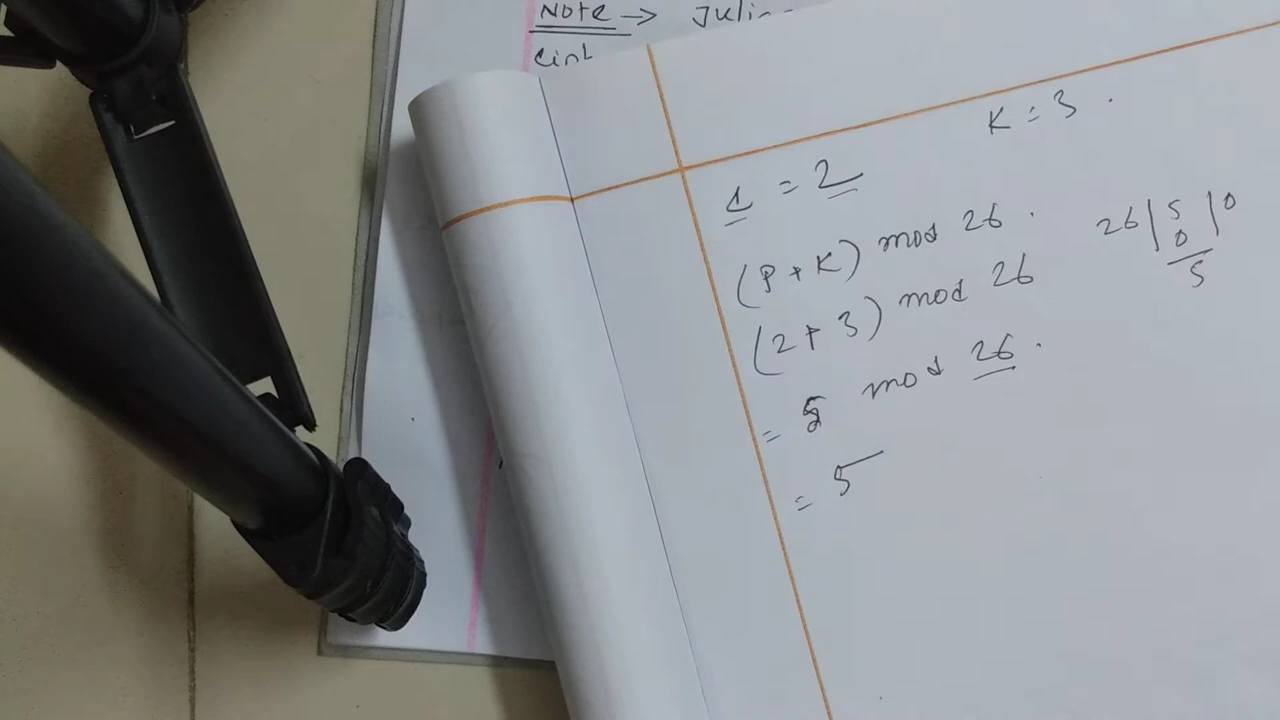 Note → Juli
K = 3 .
= 2
(P + K) mod 26 .
26 | 5 | 0
0
5
(2 + 3) mod 26
= 5 mod 26 .
= 5